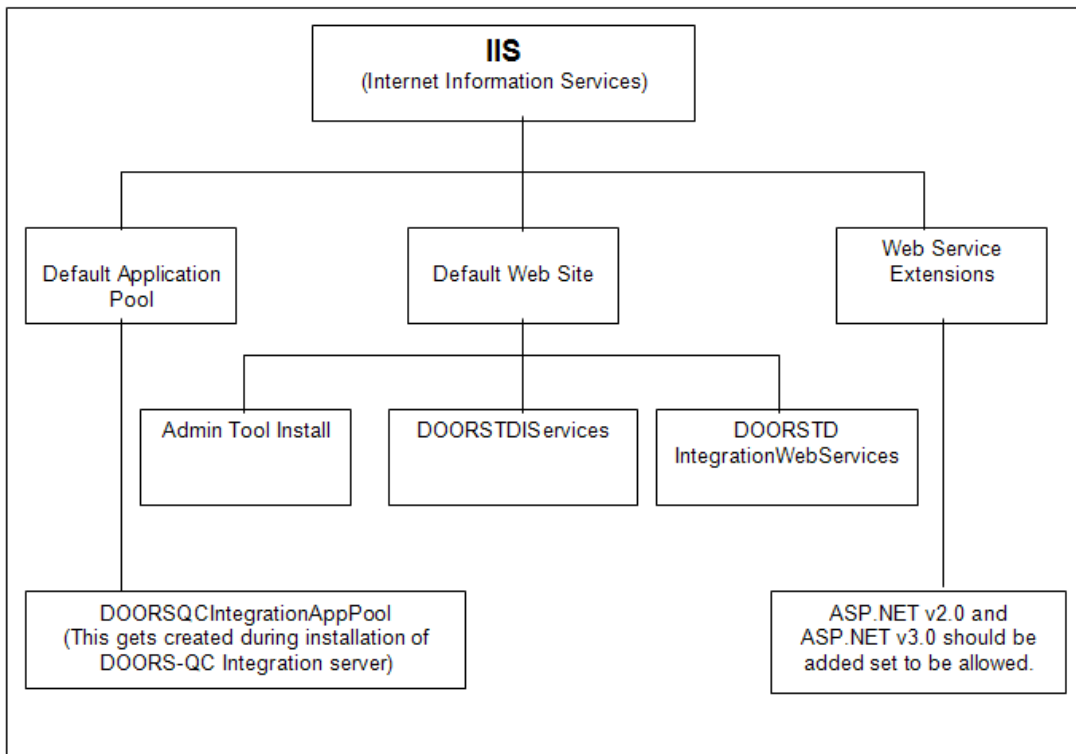 IIS
(Internet Information Services)
Default Application
Pool
Default Web Site
Web Service
Extensions
Admin Tool Install
DOORSTDIServices
DOORSTD
IntegrationWebServices
DOORSQCIntegrationAppPool
(This gets created during installation of
DOORS-QC Integration server)
ASP.NET v2.0 and
ASP.NET v3.0 should be
added set to be allowed.